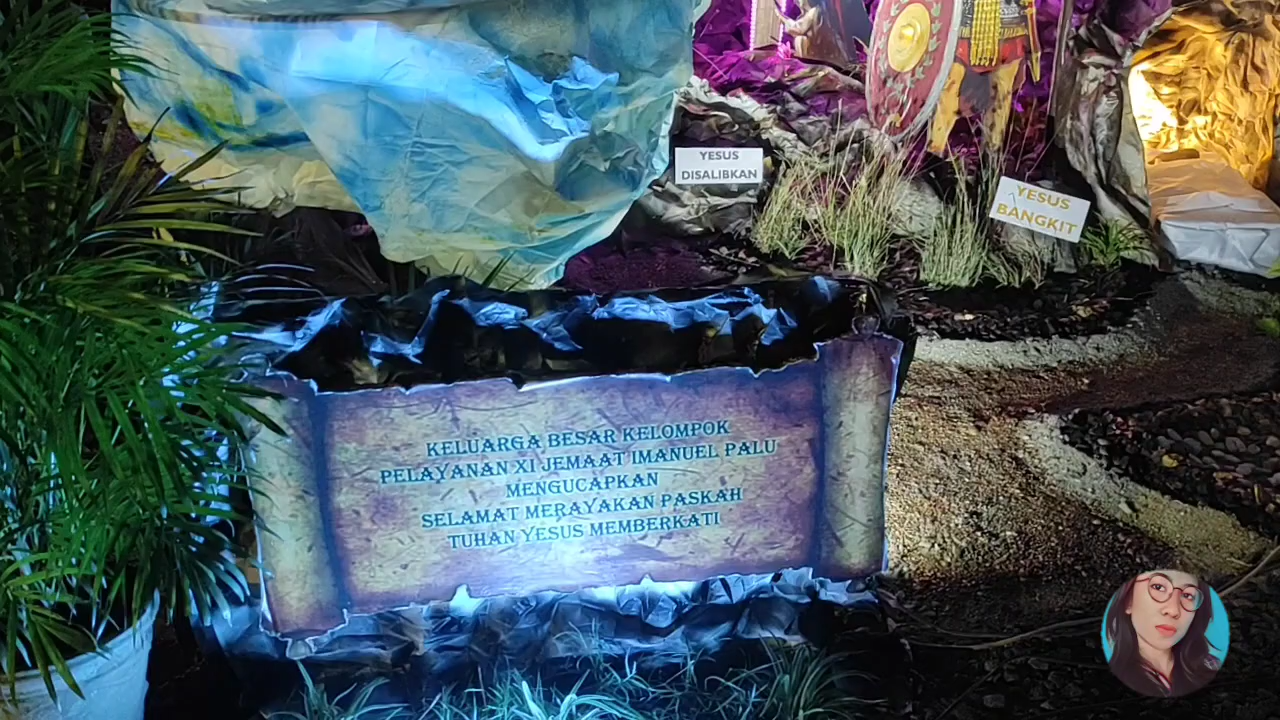 YESUS
DISALIBKAN
YESUS
BANGKIT
KELUARGA BESAR KELOMPOK
PELAYANAN XI JEMAAT IMANUEL PALU
MENGUCAPKAN
SELAMAT MERAYAKAN PASKAH
TUHAN YESUS MEMBERKATI